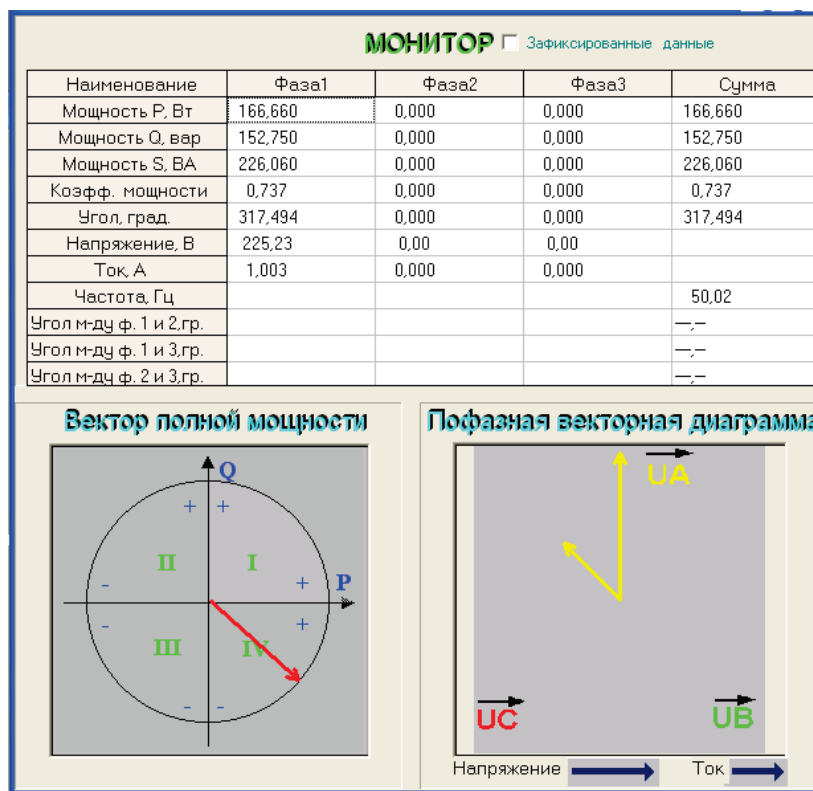 МОНИТОР Зафиксированные данные
Наименование Фаза1 Фаза2 Фаза3 Сумма
Мощность P, Вт 166,660 0,000 0,000 166,660
Мощность Q, вар 152,750 0,000 0,000 152,750
Мощность S, ВА 226,060 0,000 0,000 226,060
Коэфф. мощности 0,737 0,000 0,000 0,737
Угол, град. 317,494 0,000 0,000 317,494
Напряжение, В 225,23 0,00 0,00
Ток, А 1,003 0,000 0,000
Частота, Гц 50,02
Угол м-ду ф. 1 и 2,гр. —,–
Угол м-ду ф. 1 и 3,гр. —,–
Угол м-ду ф. 2 и 3,гр. —,–
Вектор полной мощности
Q
+ +
II I
- + P
- +
III IV
- -
Пофазная векторная диаграмма
UA
UC UB
Напряжение Ток